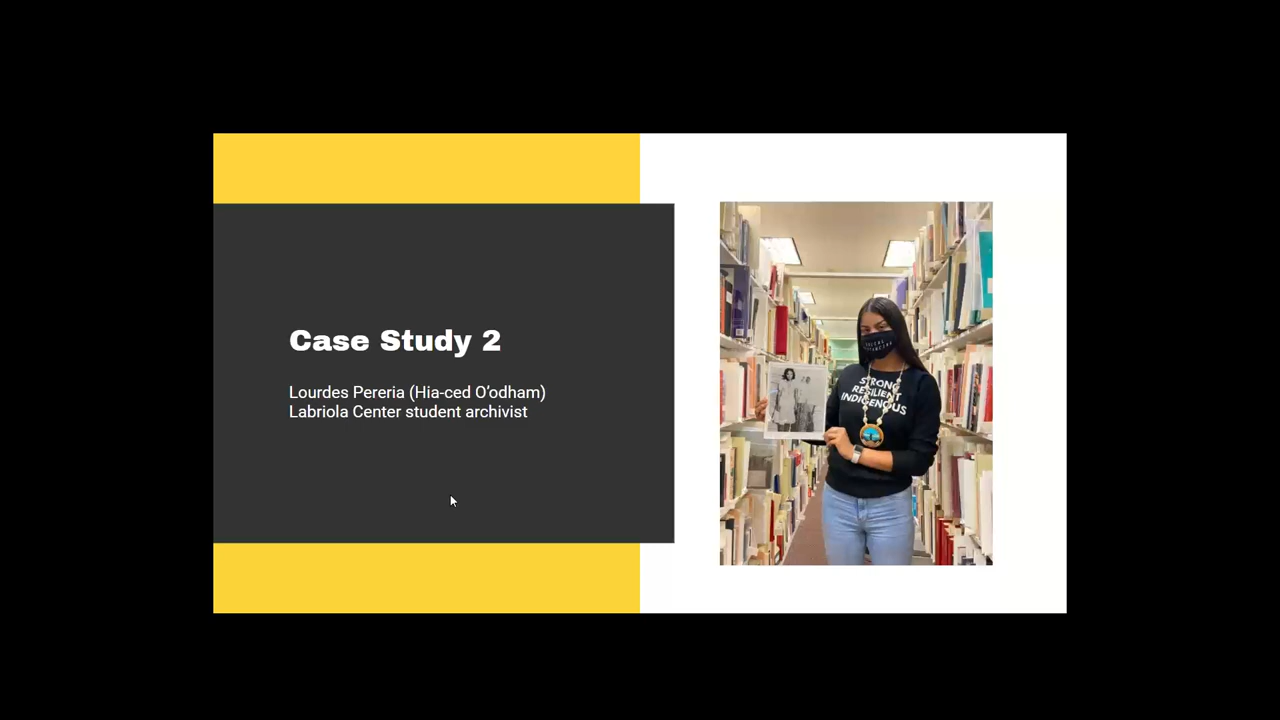 Case Study 2
Lourdes Pereria (Hia-ced O’odham)
Labriola Center student archivist
STRONG
RESILIENT
INDIGENOUS